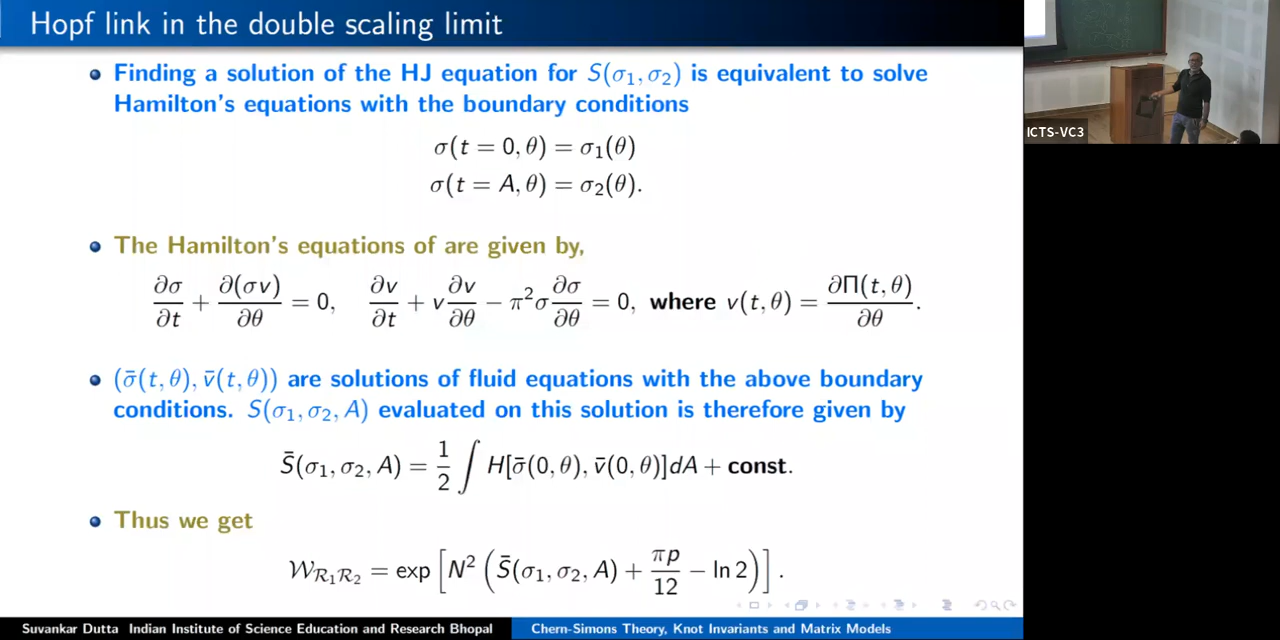 Hopf link in the double scaling limit
Finding a solution of the HJ equation for S(σ₁, σ₂) is equivalent to solve
Hamilton's equations with the boundary conditions
σ(t = 0, θ) = σ₁(θ)
σ(t = A, θ) = σ₂(θ).
The Hamilton's equations of are given by,
∂σ/∂t + ∂(σv)/∂θ = 0, ∂v/∂t + v ∂v/∂θ − π²σ ∂σ/∂θ = 0, where v(t, θ) = ∂Π(t, θ)/∂θ.
(σ̄(t, θ), v̄(t, θ)) are solutions of fluid equations with the above boundary
conditions. S(σ₁, σ₂, A) evaluated on this solution is therefore given by
S̄(σ₁, σ₂, A) = 1/2 ∫ H[σ̄(0, θ), v̄(0, θ)]dA + const.
Thus we get
𝒲_{ℛ₁ℛ₂} = exp [N² (S̄(σ₁, σ₂, A) + πp/12 − ln 2)].
Suvankar Dutta Indian Institute of Science Education and Research Bhopal
Chern-Simons Theory, Knot Invariants and Matrix Models
ICTS-VC3